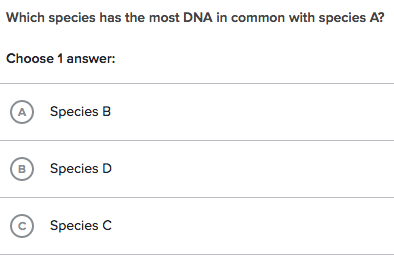 Which species has the most DNA in common with species A?
Choose 1 answer:
A Species B
B Species D
C Species C